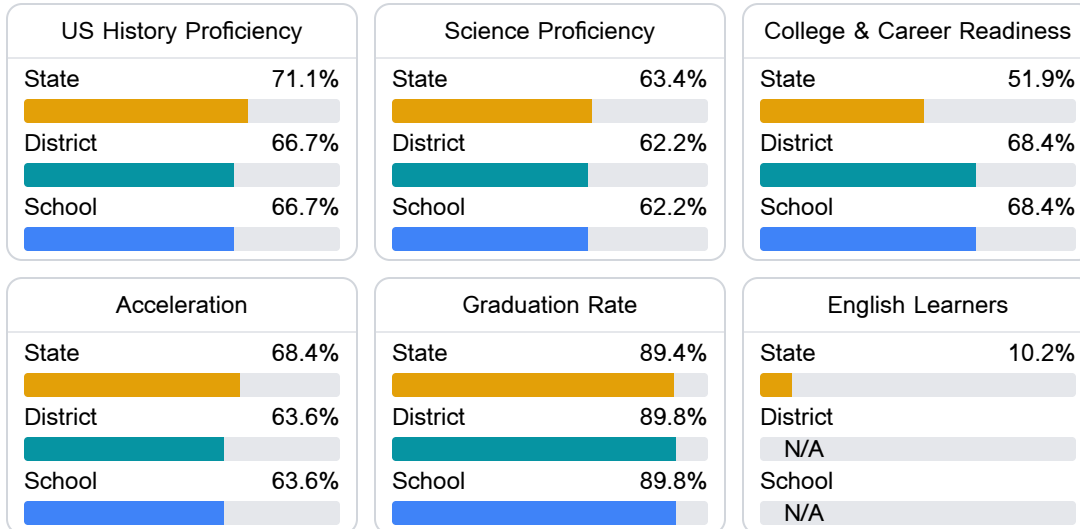 US History Proficiency
State 71.1%
District 66.7%
School 66.7%
Science Proficiency
State 63.4%
District 62.2%
School 62.2%
College & Career Readiness
State 51.9%
District 68.4%
School 68.4%
Acceleration
State 68.4%
District 63.6%
School 63.6%
Graduation Rate
State 89.4%
District 89.8%
School 89.8%
English Learners
State 10.2%
District
N/A
School
N/A